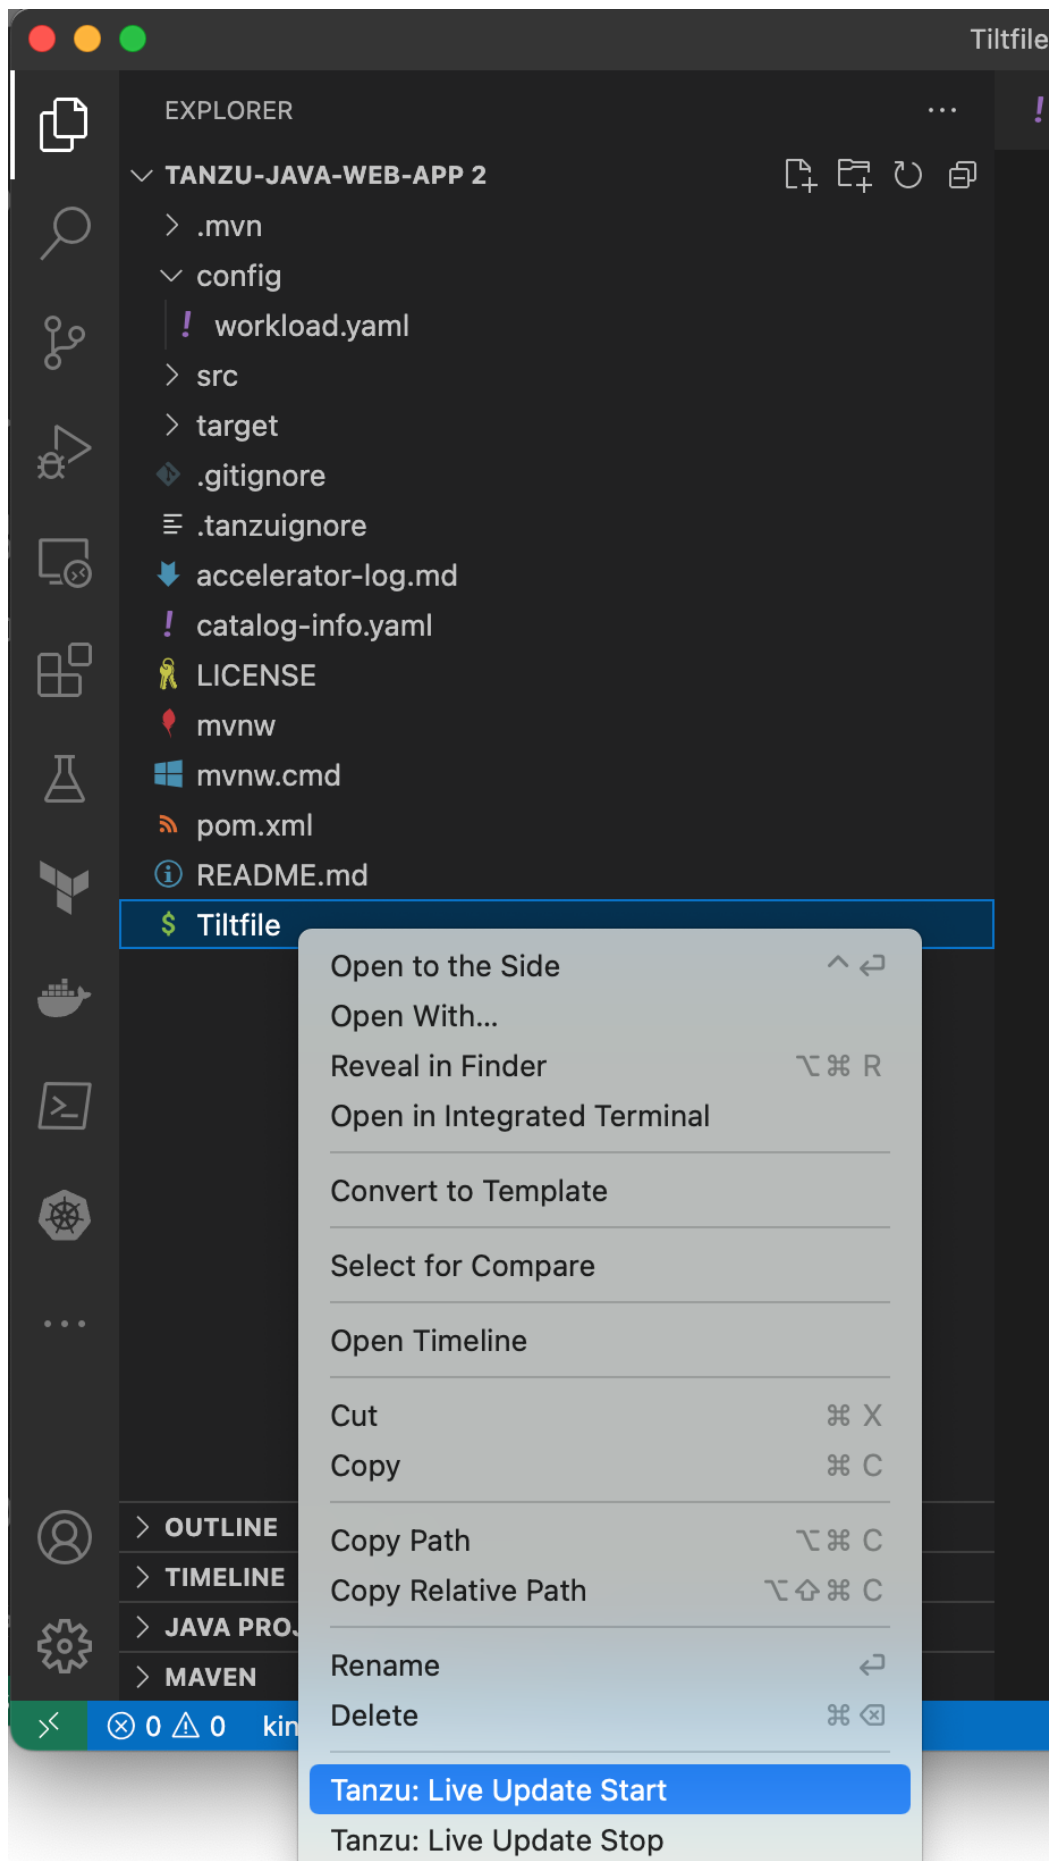 Tiltfile
EXPLORER
TANZU-JAVA-WEB-APP 2
.mvn
config
! workload.yaml
src
target
.gitignore
.tanzuignore
accelerator-log.md
! catalog-info.yaml
LICENSE
mvnw
mvnw.cmd
pom.xml
README.md
$ Tiltfile
Open to the Side ^ ↩
Open With...
Reveal in Finder ⌥⌘ R
Open in Integrated Terminal
Convert to Template
Select for Compare
Open Timeline
Cut ⌘ X
Copy ⌘ C
Copy Path ⌥⌘ C
Copy Relative Path ⌥⇧⌘ C
Rename ↩
Delete ⌘ ⌫
Tanzu: Live Update Start
Tanzu: Live Update Stop
OUTLINE
TIMELINE
JAVA PRO
MAVEN
0 0 kin